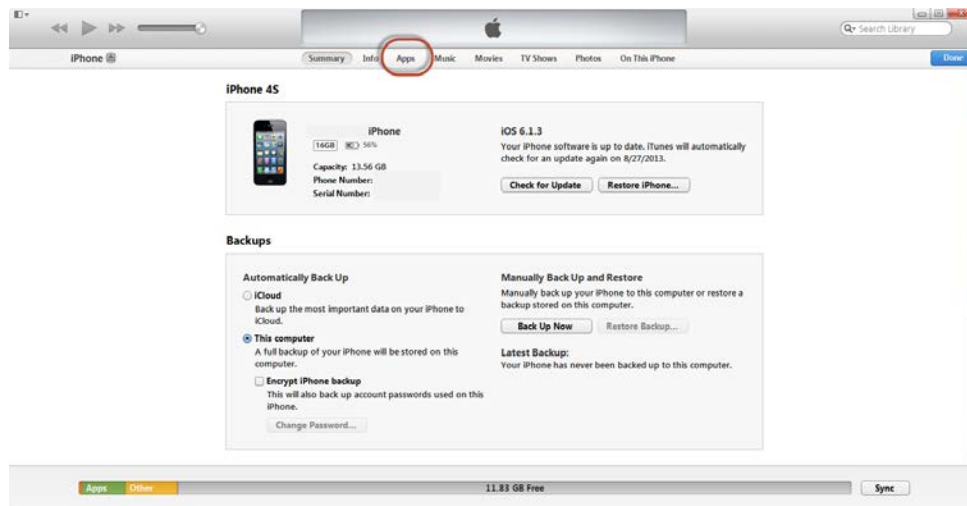 Search Library
iPhone
Summary Info Apps Music Movies TV Shows Photos On This iPhone
Done
iPhone 4S
iPhone
16GB 56%
Capacity: 13.56 GB
Phone Number:
Serial Number:
iOS 6.1.3
Your iPhone software is up to date. iTunes will automatically
check for an update again on 8/27/2013.
Check for Update Restore iPhone...
Backups
Automatically Back Up
iCloud
Back up the most important data on your iPhone to
iCloud.
This computer
A full backup of your iPhone will be stored on this
computer.
Encrypt iPhone backup
This will also back up account passwords used on this
iPhone.
Change Password...
Manually Back Up and Restore
Manually back up your iPhone to this computer or restore a
backup stored on this computer.
Back Up Now Restore Backup...
Latest Backup:
Your iPhone has never been backed up to this computer.
Apps Other 11.83 GB Free Sync